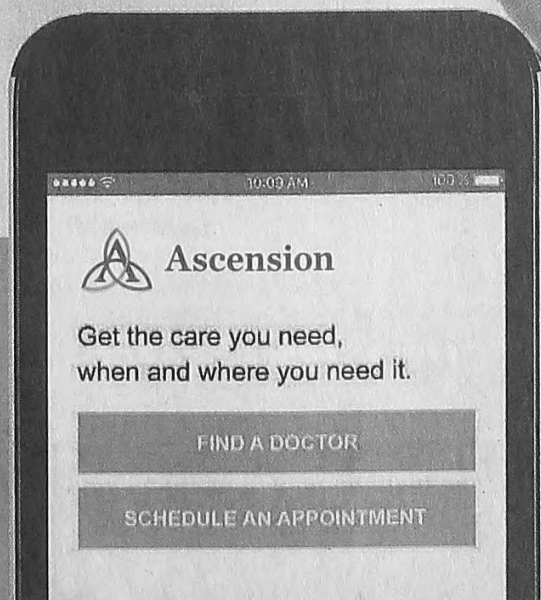 10:09 AM
100 %
A
Ascension
Get the care you need,
when and where you need it.
FIND A DOCTOR
SCHEDULE AN APPOINTMENT